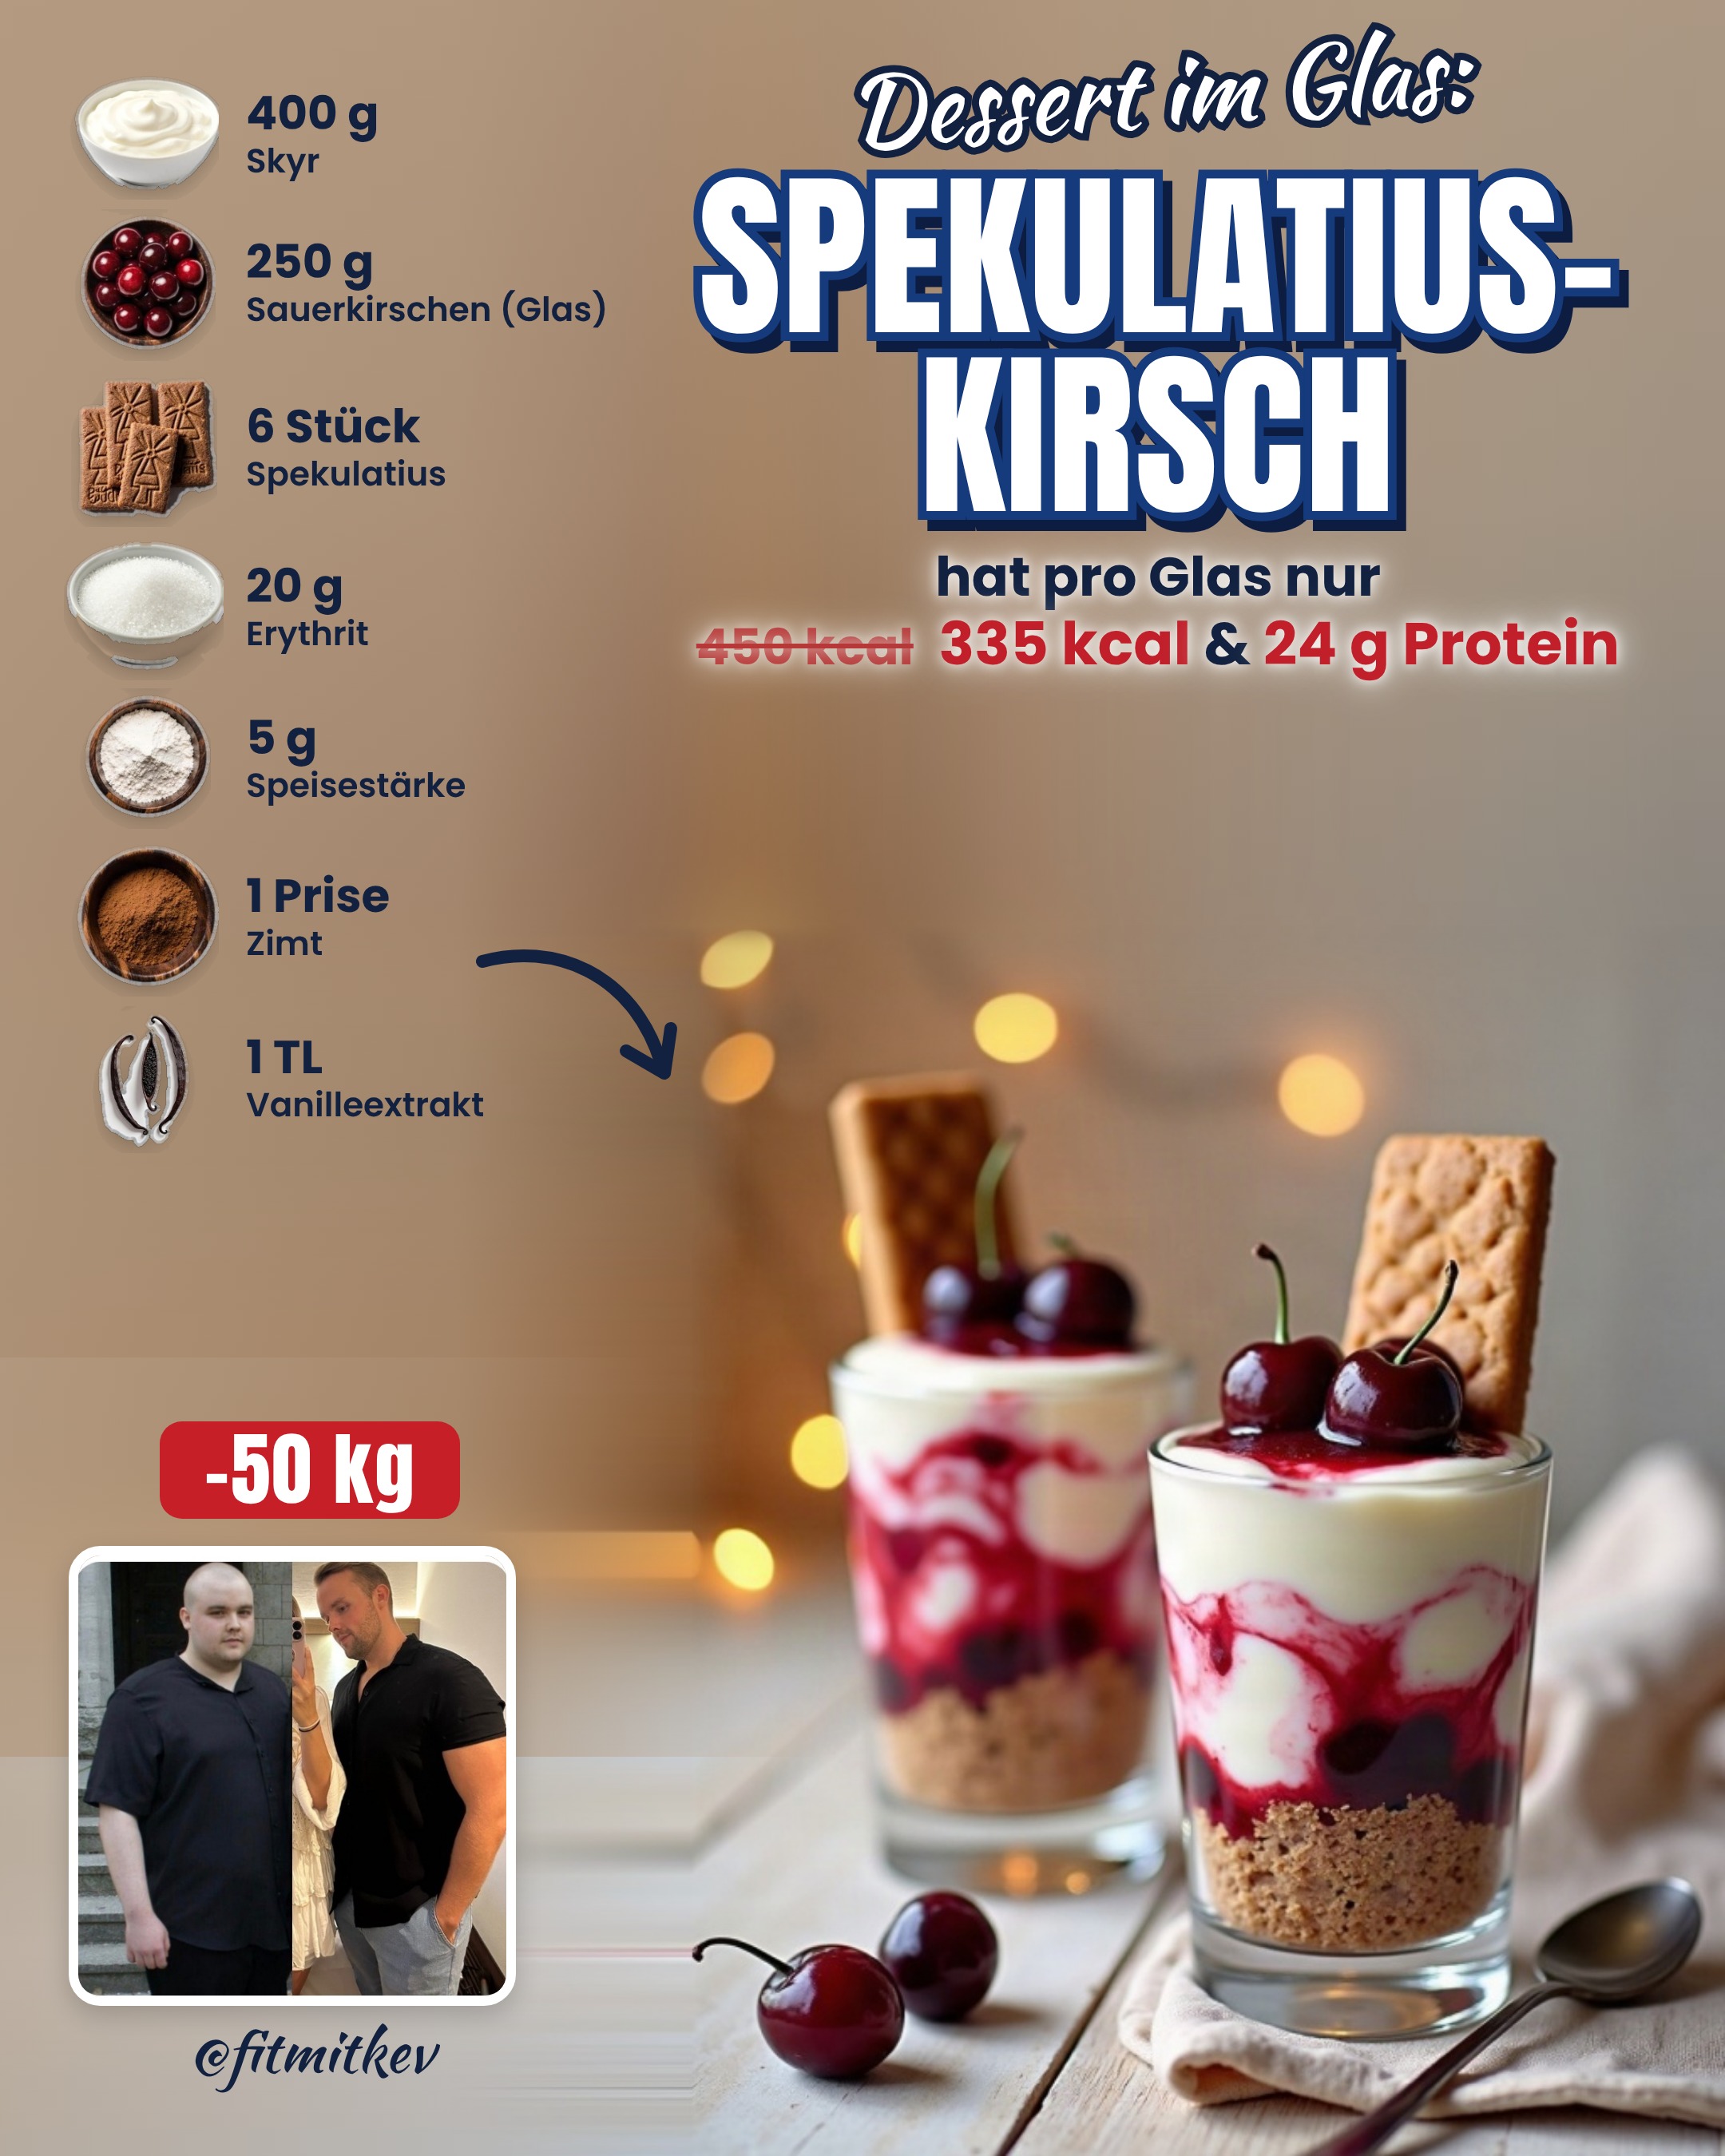 Dessert im Glas:
SPEKULATIUS-
KIRSCH
hat pro Glas nur
450 kcal 335 kcal & 24 g Protein
400 g
Skyr
250 g
Sauerkirschen (Glas)
6 Stück
Spekulatius
20 g
Erythrit
5 g
Speisestärke
1 Prise
Zimt
1 TL
Vanilleextrakt
-50 kg
@fitmitkev